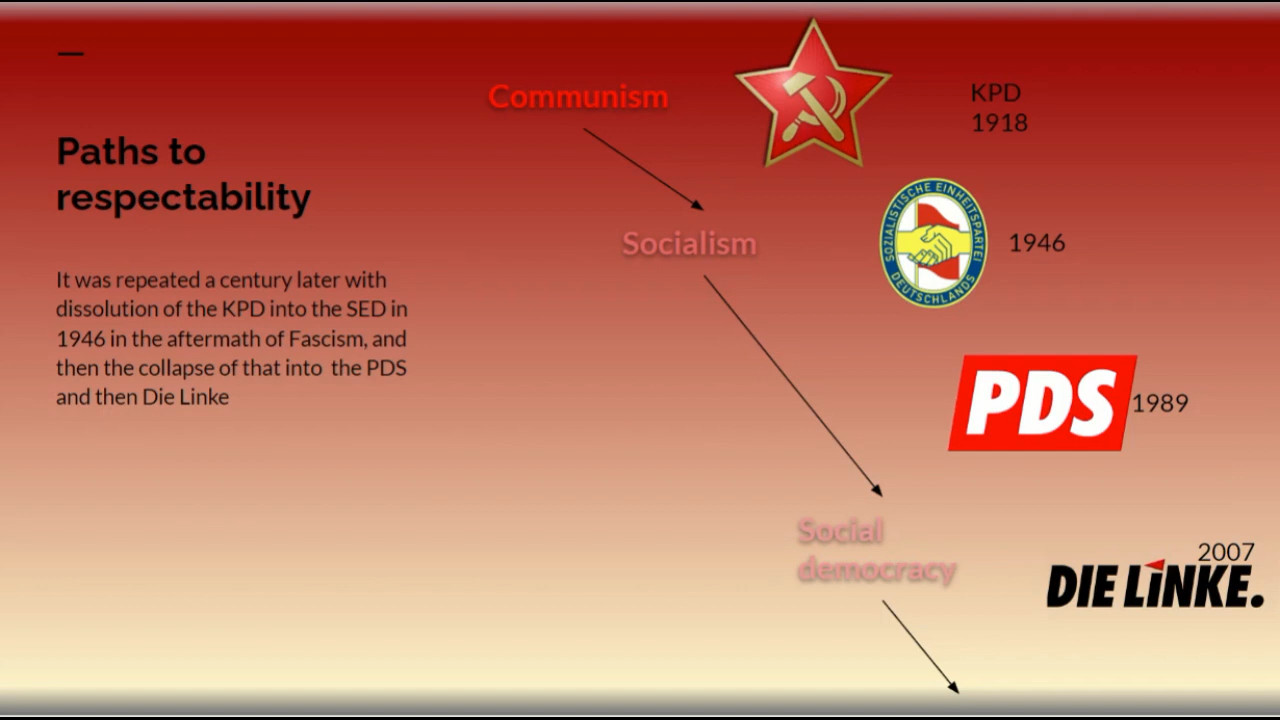 Paths to
respectability
It was repeated a century later with
dissolution of the KPD into the SED in
1946 in the aftermath of Fascism, and
then the collapse of that into  the PDS
and then Die Linke
Communism
KPD
1918
Socialism
SOZIALISTISCHE EINHEITSPARTEI
DEUTSCHLANDS
1946
PDS
1989
Social
democracy
2007
DIE LiNKE.